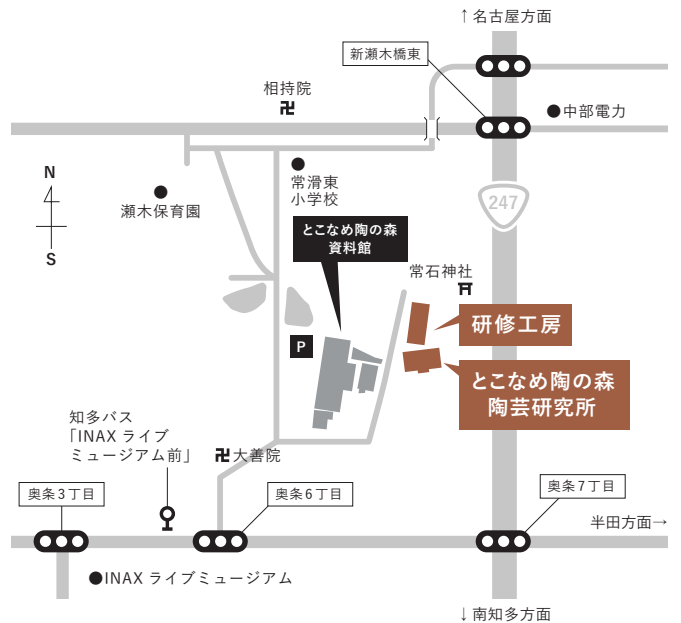 ↑名古屋方面
新瀬木橋東
相持院
中部電力
N
S
瀬木保育園
常滑東
小学校
247
とこなめ陶の森
資料館
常石神社
研修工房
P
とこなめ陶の森
陶芸研究所
知多バス
「INAX ライブ
ミュージアム前」
大善院
奥条3丁目
奥条6丁目
奥条7丁目
半田方面→
INAX ライブミュージアム
↓南知多方面